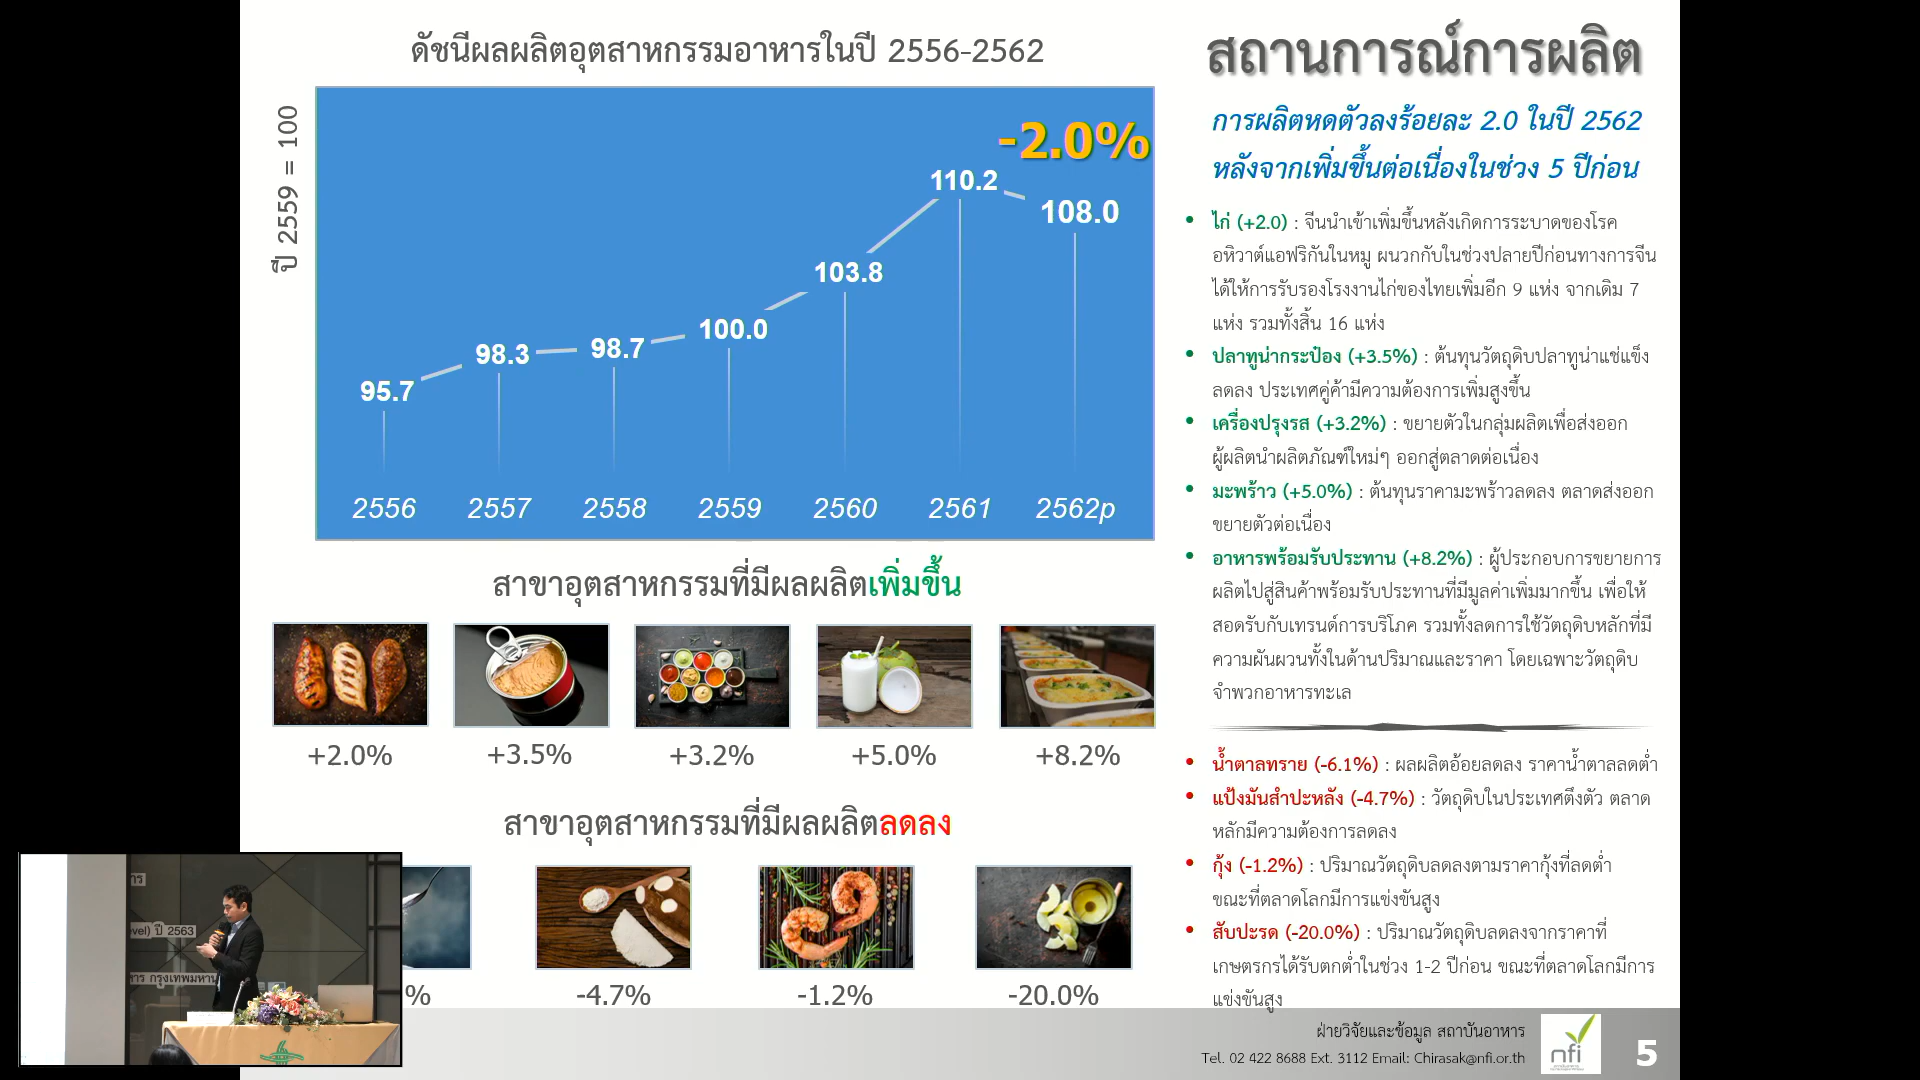 ดัชนีผลผลิตอุตสาหกรรมอาหารในปี 2556-2562
ปี 2559 = 100
-2.0%
95.7
98.3
98.7
100.0
103.8
110.2
108.0
2556
2557
2558
2559
2560
2561
2562p
สาขาอุตสาหกรรมที่มีผลผลิตเพิ่มขึ้น
+2.0%
+3.5%
+3.2%
+5.0%
+8.2%
สาขาอุตสาหกรรมที่มีผลผลิตลดลง
%
-4.7%
-1.2%
-20.0%
สถานการณ์การผลิต
การผลิตหดตัวลงร้อยละ 2.0 ในปี 2562
หลังจากเพิ่มขึ้นต่อเนื่องในช่วง 5 ปีก่อน
• ไก่ (+2.0) : จีนนำเข้าเพิ่มขึ้นหลังเกิดการระบาดของโรค
อหิวาต์แอฟริกันในหมู ผนวกกับในช่วงปลายปีก่อนทางการจีน
ได้ให้การรับรองโรงงานไก่ของไทยเพิ่มอีก 9 แห่ง จากเดิม 7
แห่ง รวมทั้งสิ้น 16 แห่ง
• ปลาทูน่ากระป๋อง (+3.5%) : ต้นทุนวัตถุดิบปลาทูน่าแช่แข็ง
ลดลง ประเทศคู่ค้ามีความต้องการเพิ่มสูงขึ้น
• เครื่องปรุงรส (+3.2%) : ขยายตัวในกลุ่มผลิตเพื่อส่งออก
ผู้ผลิตนำผลิตภัณฑ์ใหม่ๆ ออกสู่ตลาดต่อเนื่อง
• มะพร้าว (+5.0%) : ต้นทุนราคามะพร้าวลดลง ตลาดส่งออก
ขยายตัวต่อเนื่อง
• อาหารพร้อมรับประทาน (+8.2%) : ผู้ประกอบการขยายการ
ผลิตไปสู่สินค้าพร้อมรับประทานที่มีมูลค่าเพิ่มมากขึ้น เพื่อให้
สอดรับกับเทรนด์การบริโภค รวมทั้งลดการใช้วัตถุดิบหลักที่มี
ความผันผวนทั้งในด้านปริมาณและราคา โดยเฉพาะวัตถุดิบ
จำพวกอาหารทะเล
• น้ำตาลทราย (-6.1%) : ผลผลิตอ้อยลดลง ราคาน้ำตาลลดต่ำ
• แป้งมันสำปะหลัง (-4.7%) : วัตถุดิบในประเทศตึงตัว ตลาด
หลักมีความต้องการลดลง
• กุ้ง (-1.2%) : ปริมาณวัตถุดิบลดลงตามราคากุ้งที่ลดต่ำ
ขณะที่ตลาดโลกมีการแข่งขันสูง
• สับปะรด (-20.0%) : ปริมาณวัตถุดิบลดลงจากราคาที่
เกษตรกรได้รับตกต่ำในช่วง 1-2 ปีก่อน ขณะที่ตลาดโลกมีการ
แข่งขันสูง
าร
evel) ปี 2563
หาร กรุงเทพมหาน
ฝ่ายวิจัยและข้อมูล สถาบันอาหาร
Tel. 02 422 8688 Ext. 3112 Email: Chirasak@nfi.or.th
nfi
5